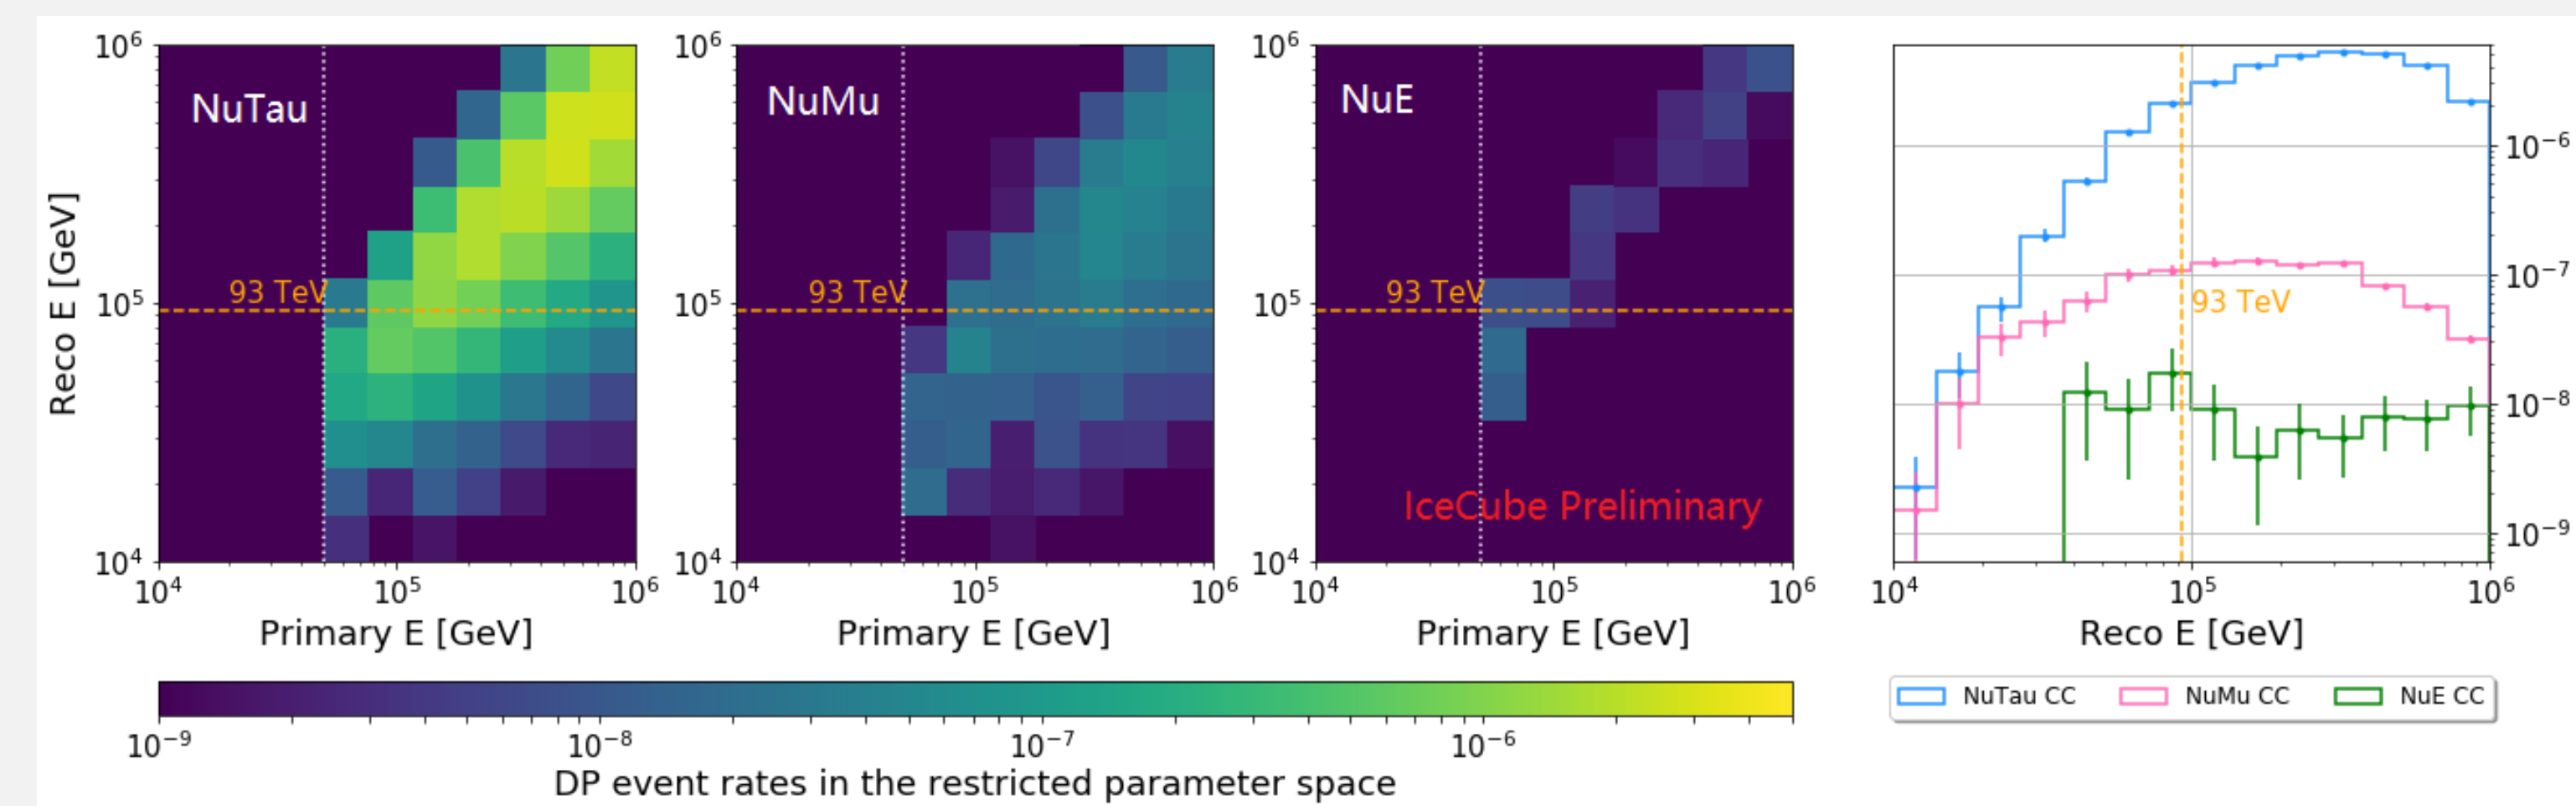 NuTau
NuMu
NuE
93 TeV
93 TeV
93 TeV
93 TeV
IceCube Preliminary
Reco E [GeV]
10⁶
10⁵
10⁴
10⁶
10⁵
10⁴
10⁶
10⁵
10⁴
10⁻⁶
10⁻⁷
10⁻⁸
10⁻⁹
10⁴ 10⁵ 10⁶
10⁴ 10⁵ 10⁶
10⁴ 10⁵ 10⁶
10⁴ 10⁵ 10⁶
Primary E [GeV]
Primary E [GeV]
Primary E [GeV]
Reco E [GeV]
NuTau CC NuMu CC NuE CC
10⁻⁹ 10⁻⁸ 10⁻⁷ 10⁻⁶
DP event rates in the restricted parameter space